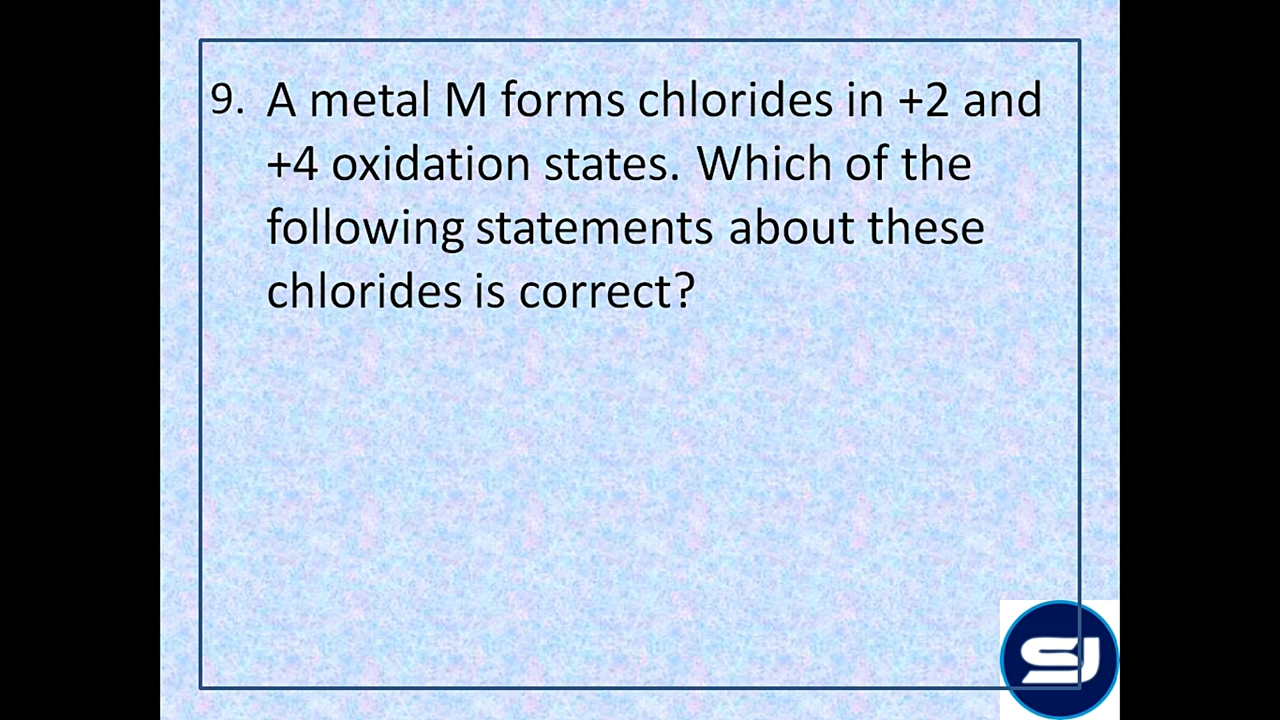 9. A metal M forms chlorides in +2 and
+4 oxidation states. Which of the
following statements about these
chlorides is correct?
SJ